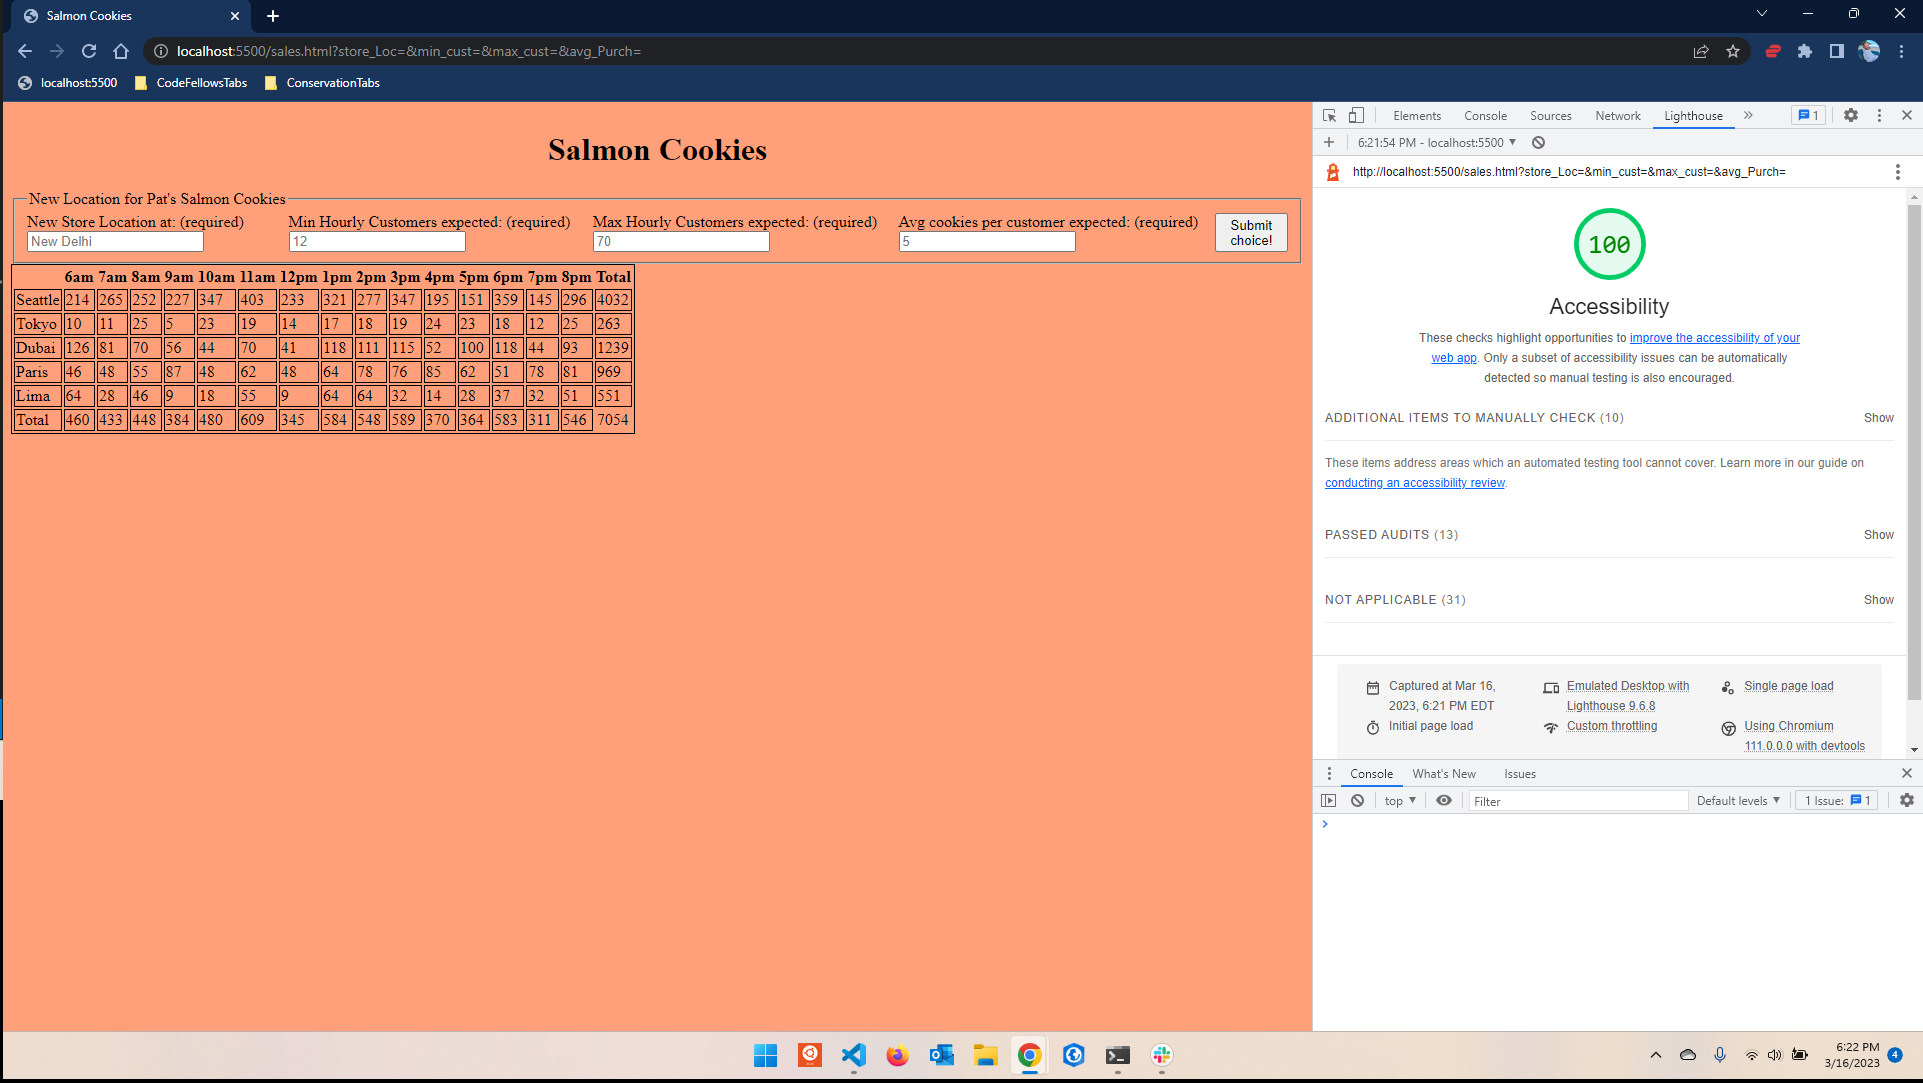 Salmon Cookies
localhost:5500/sales.html?store_Loc=&min_cust=&max_cust=&avg_Purch=
localhost:5500 CodeFellowsTabs ConservationTabs
Salmon Cookies
New Location for Pat's Salmon Cookies
New Store Location at: (required) Min Hourly Customers expected: (required) Max Hourly Customers expected: (required) Avg cookies per customer expected: (required)
New Delhi 12 70 5
Submit
choice!
6am 7am 8am 9am 10am 11am 12pm 1pm 2pm 3pm 4pm 5pm 6pm 7pm 8pm Total
Seattle 214 265 252 227 347 403 233 321 277 347 195 151 359 145 296 4032
Tokyo 10 11 25 5 23 19 14 17 18 19 24 23 18 12 25 263
Dubai 126 81 70 56 44 70 41 118 111 115 52 100 118 44 93 1239
Paris 46 48 55 87 48 62 48 64 78 76 85 62 51 78 81 969
Lima 64 28 46 9 18 55 9 64 64 32 14 28 37 32 51 551
Total 460 433 448 384 480 609 345 584 548 589 370 364 583 311 546 7054
Elements Console Sources Network Lighthouse » 1
6:21:54 PM - localhost:5500
http://localhost:5500/sales.html?store_Loc=&min_cust=&max_cust=&avg_Purch=
100
Accessibility
These checks highlight opportunities to improve the accessibility of your
web app. Only a subset of accessibility issues can be automatically
detected so manual testing is also encouraged.
ADDITIONAL ITEMS TO MANUALLY CHECK (10) Show
These items address areas which an automated testing tool cannot cover. Learn more in our guide on
conducting an accessibility review.
PASSED AUDITS (13) Show
NOT APPLICABLE (31) Show
Captured at Mar 16,
2023, 6:21 PM EDT
Emulated Desktop with
Lighthouse 9.6.8
Single page load
Initial page load
Custom throttling
Using Chromium
111.0.0.0 with devtools
Console What's New Issues
top Filter Default levels 1 Issue: 1
6:22 PM
3/16/2023
4